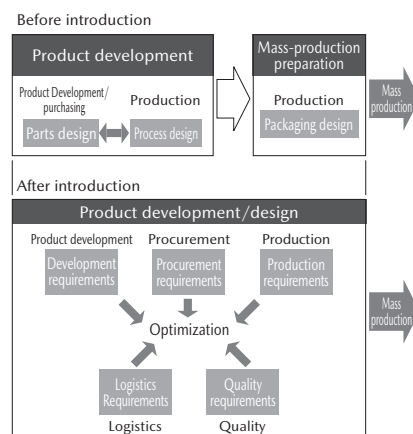 Before introduction
Product development
Mass-production
preparation
Product Development/
purchasing
Production
Production
Parts design
Process design
Packaging design
Mass
production
After introduction
Product development/design
Product development
Procurement
Production
Development
requirements
Procurement
requirements
Production
requirements
Mass
production
Optimization
Logistics
Requirements
Quality
requirements
Logistics
Quality